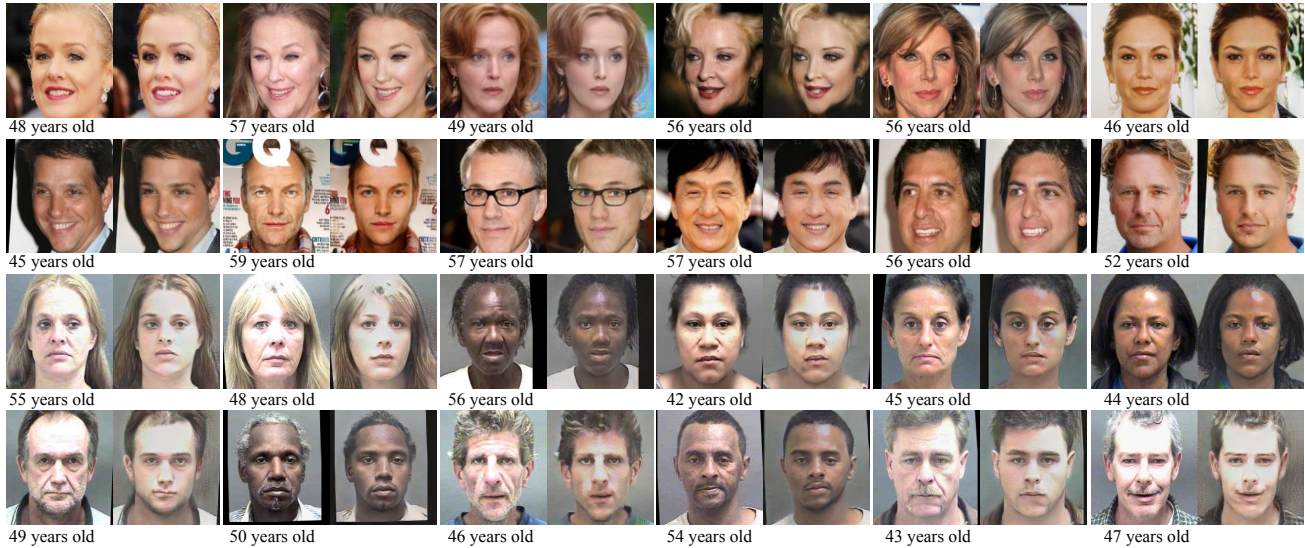 48 years old
57 years old
49 years old
56 years old
56 years old
46 years old
GQ
GQ
45 years old
59 years old
57 years old
57 years old
56 years old
52 years old
55 years old
48 years old
56 years old
42 years old
45 years old
44 years old
49 years old
50 years old
46 years old
54 years old
43 years old
47 years old